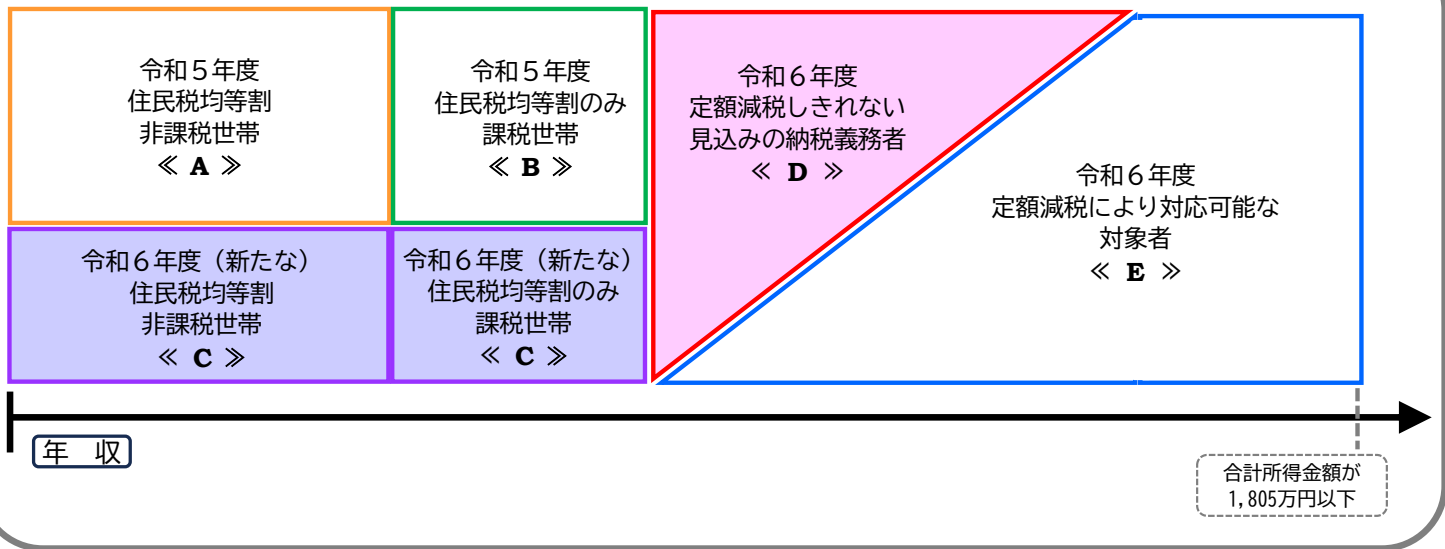 令和５年度
住民税均等割
非課税世帯
≪ A ≫
令和５年度
住民税均等割のみ
課税世帯
≪ B ≫
令和６年度
定額減税しきれない
見込みの納税義務者
≪ D ≫
令和６年度
定額減税により対応可能な
対象者
≪ E ≫
令和６年度（新たな）
住民税均等割
非課税世帯
≪ C ≫
令和６年度（新たな）
住民税均等割のみ
課税世帯
≪ C ≫
年　収
合計所得金額が
1,805万円以下